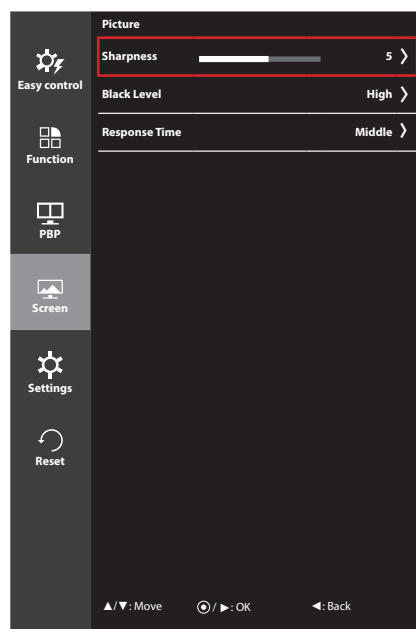 Picture
Sharpness 5 〉
Easy control
Black Level High 〉
Response Time Middle 〉
Function
PBP
Screen
Settings
Reset
▲/▼: Move ◉/ ►: OK ◄: Back